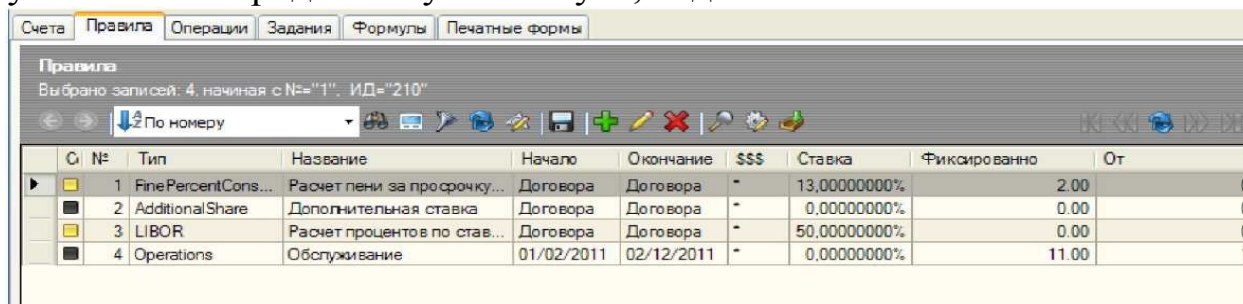 Счета Правила Операции Задания Формулы Печатные формы
Правила
Выбрано записей: 4, начиная с №="1", ИД="210"
По номеру
С № Тип Название Начало Окончание $$$ Ставка Фиксированно От
1 FinePercentCons... Расчет пени за просрочку... Договора Договора * 13,00000000% 2.00
2 AdditionalShare Дополнительная ставка Договора Договора * 0,00000000% 0.00
3 LIBOR Расчет процентов по став... Договора Договора * 50,00000000% 0.00
4 Operations Обслуживание 01/02/2011 02/12/2011 * 0,00000000% 11.00